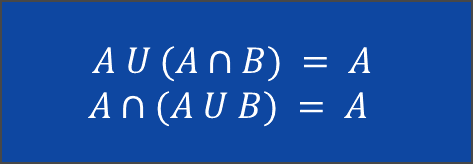 A U (A ∩ B) = A
A ∩ (A U B) = A